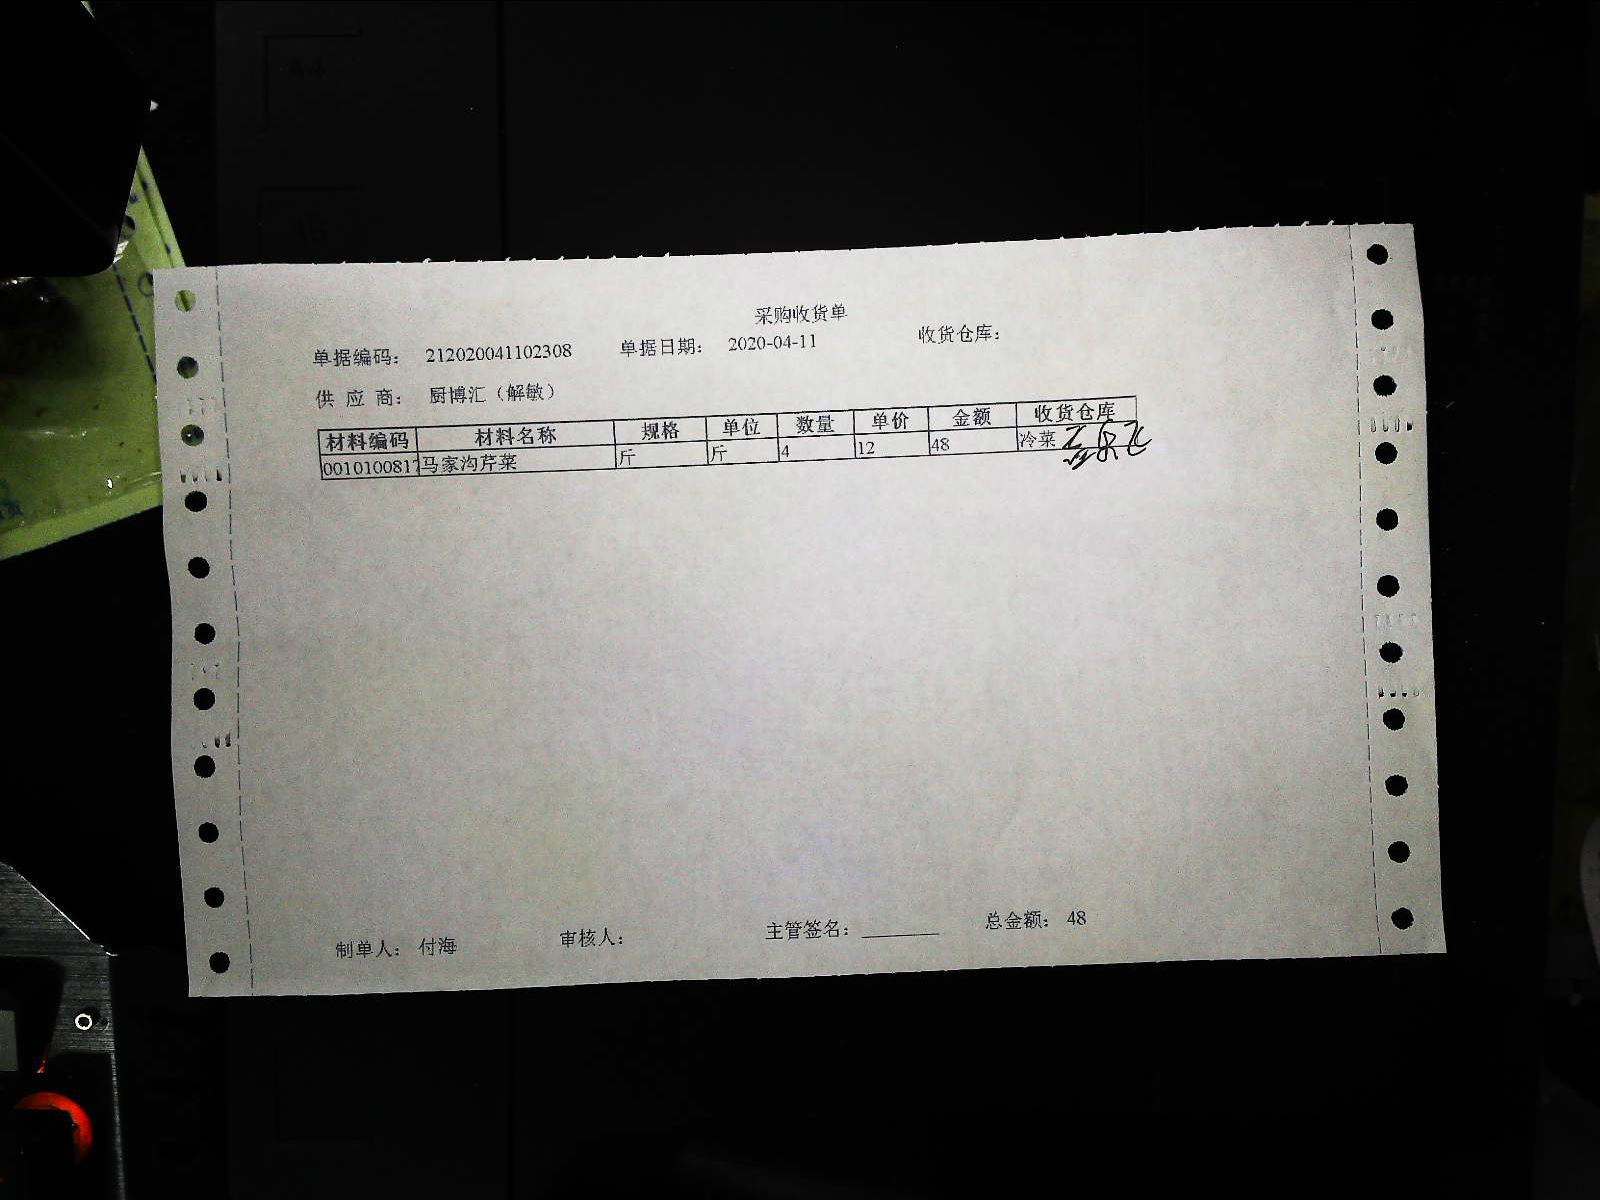 采购收货单
单据编码： 212020041102308 单据日期： 2020-04-11 收货仓库：
供 应 商： 厨博汇（解敏）
材料编码 材料名称 规格 单位 数量 单价 金额 收货仓库
0010100817 马家沟芹菜 斤 斤 4 12 48 冷菜
制单人： 付海 审核人： 主管签名：________ 总金额： 48